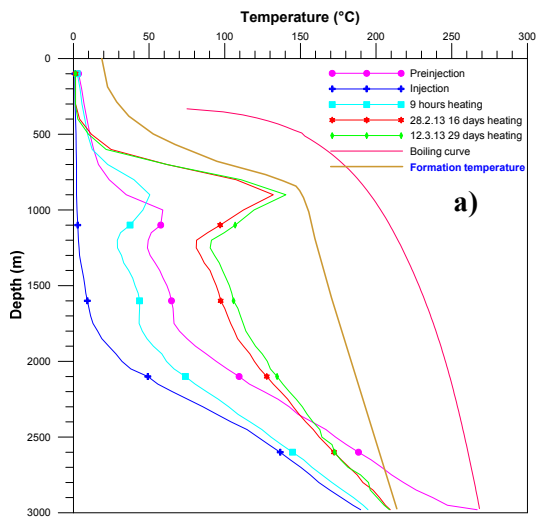 Temperature (°C)
0 50 100 150 200 250 300
0
500
1000
1500
2000
2500
3000
Depth (m)
Preinjection
Injection
9 hours heating
28.2.13 16 days heating
12.3.13 29 days heating
Boiling curve
Formation temperature
a)